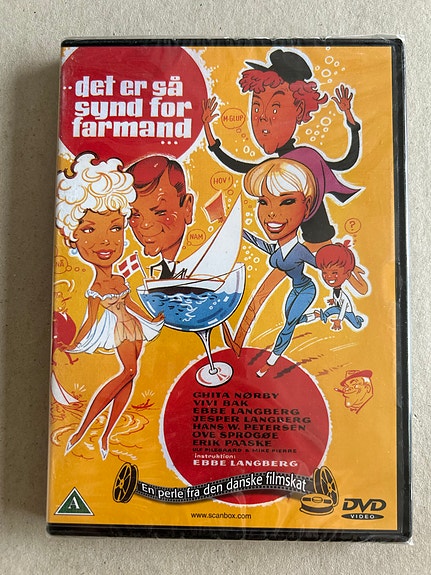 ...det er så
synd for
farmand...
M-GLUP
HOV!
NAM
?
GHITA NØRBY
VIVI BAK
EBBE LANGBERG
JESPER LANGBERG
HANS W. PETERSEN
OVE SPROGØE
ERIK PAASKE
instruktion:
EBBE LANGBERG
En perle fra den danske filmskat
A
www.scanbox.com
DVD
VIDEO